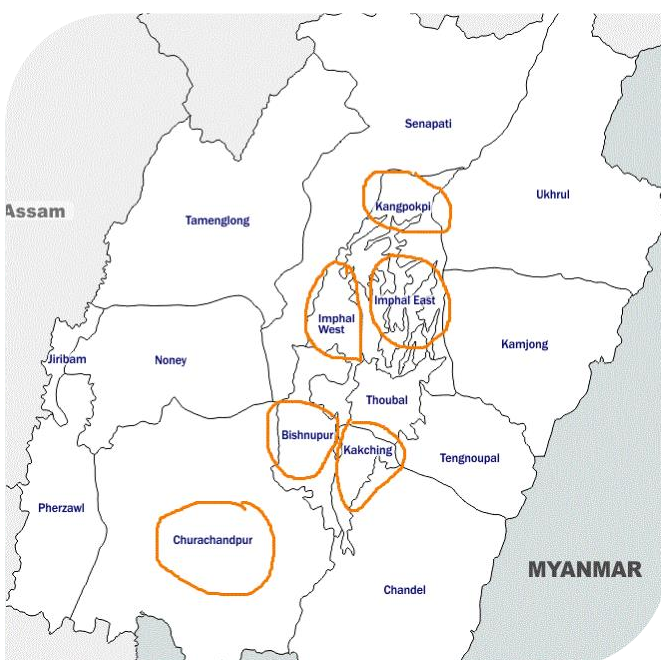 Senapati
Ukhrul
Kangpokpi
Assam
Tamenglong
Imphal East
Imphal
West
Kamjong
Jiribam
Noney
Thoubal
Bishnupur
Kakching
Tengnoupal
Pherzawl
Churachandpur
MYANMAR
Chandel